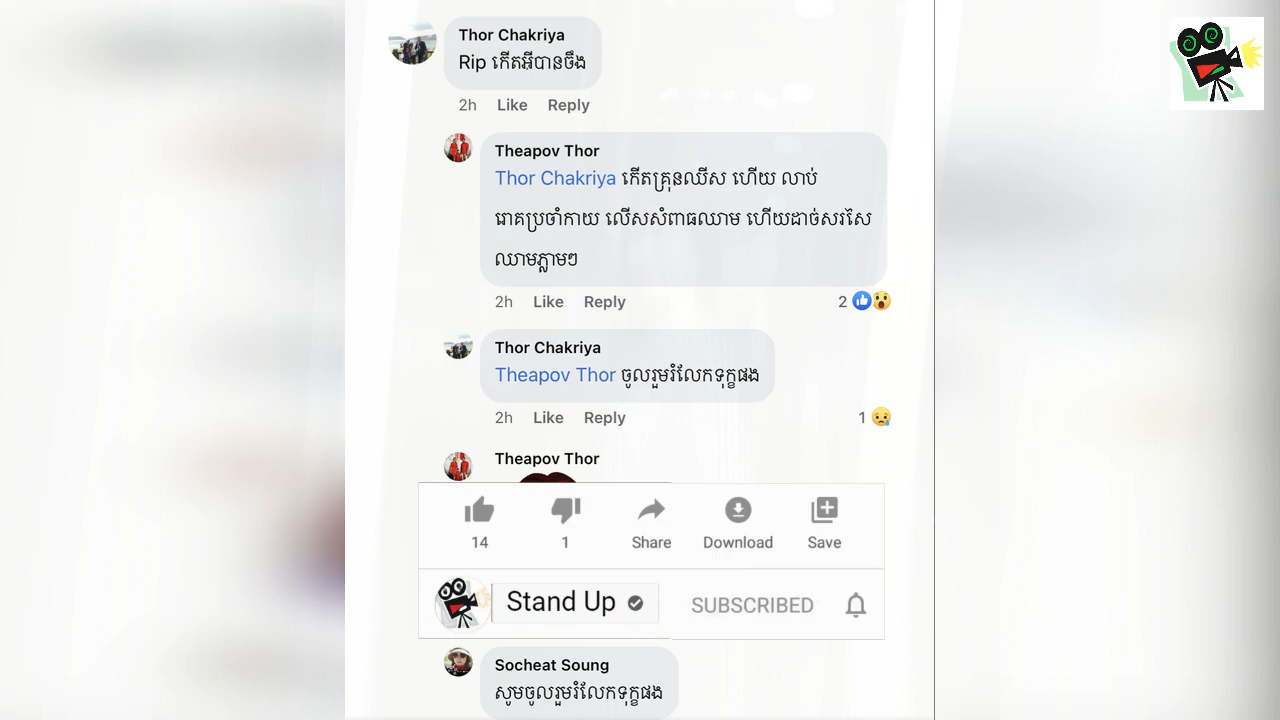 Thor Chakriya
Rip កើតអីបានចឹង
2h Like Reply
Theapov Thor
Thor Chakriya កើតគ្រុនឈីស ហើយ លាប់
រោគប្រចាំកាយ លើសសំពាធឈាម ហើយដាច់សរសៃ
ឈាមភ្លាមៗ
2h Like Reply 2
Thor Chakriya
Theapov Thor ចូលរួមរំលែកទុក្ខផង
2h Like Reply 1
Theapov Thor
14 1 Share Download Save
Stand Up SUBSCRIBED
Socheat Soung
សូមចូលរួមរំលែកទុក្ខផង